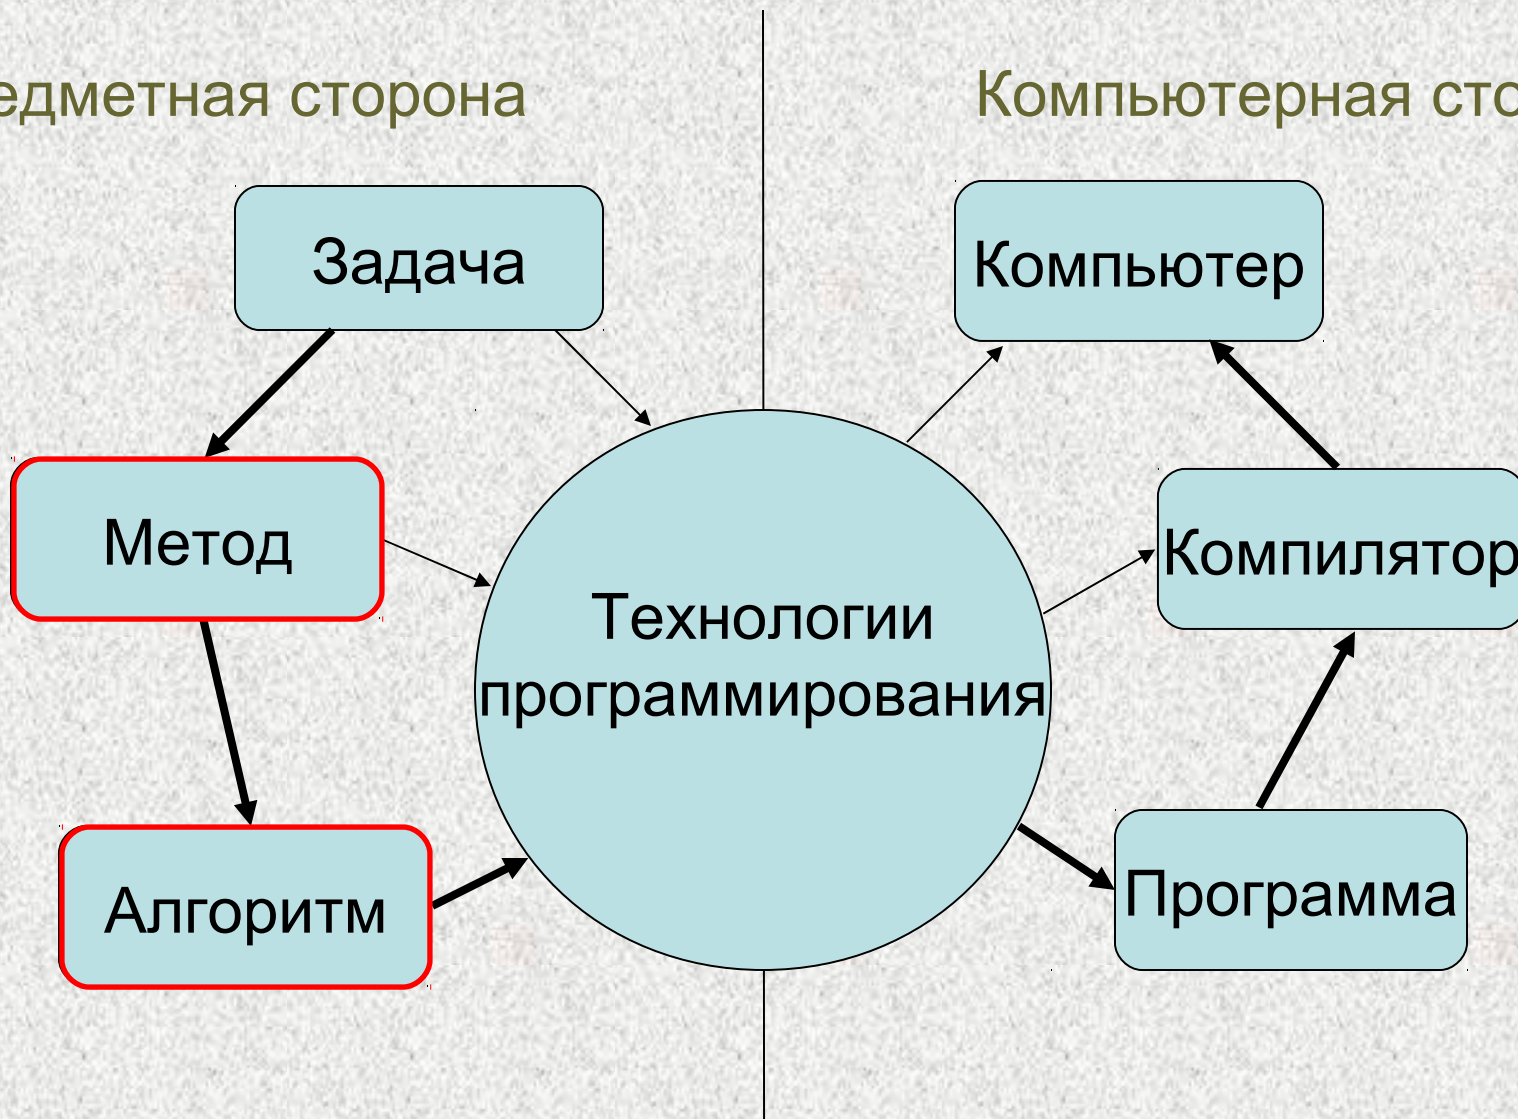 едметная сторона
Компьютерная сто
Задача
Компьютер
Метод
Компилятор
Технологии
программирования
Алгоритм
Программа